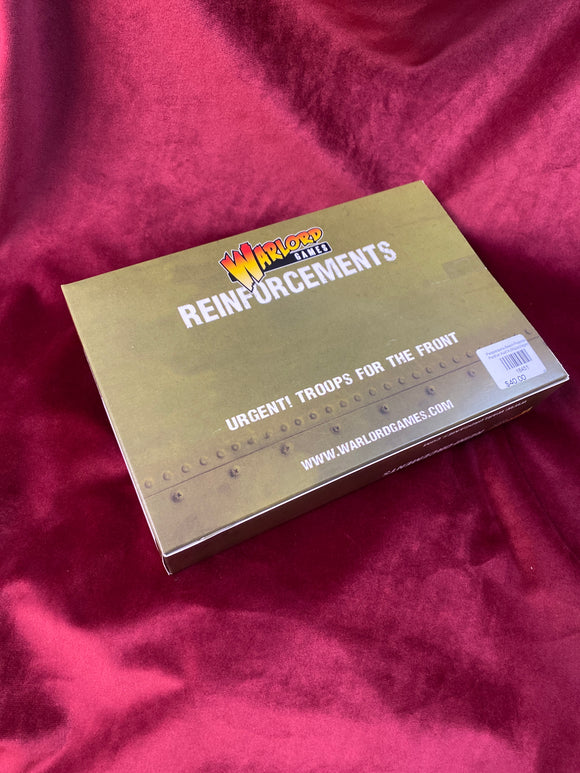 WARLORD
GAMES
REINFORCEMENTS
URGENT! TROOPS FOR THE FRONT
WWW.WARLORDGAMES.COM
$40.00